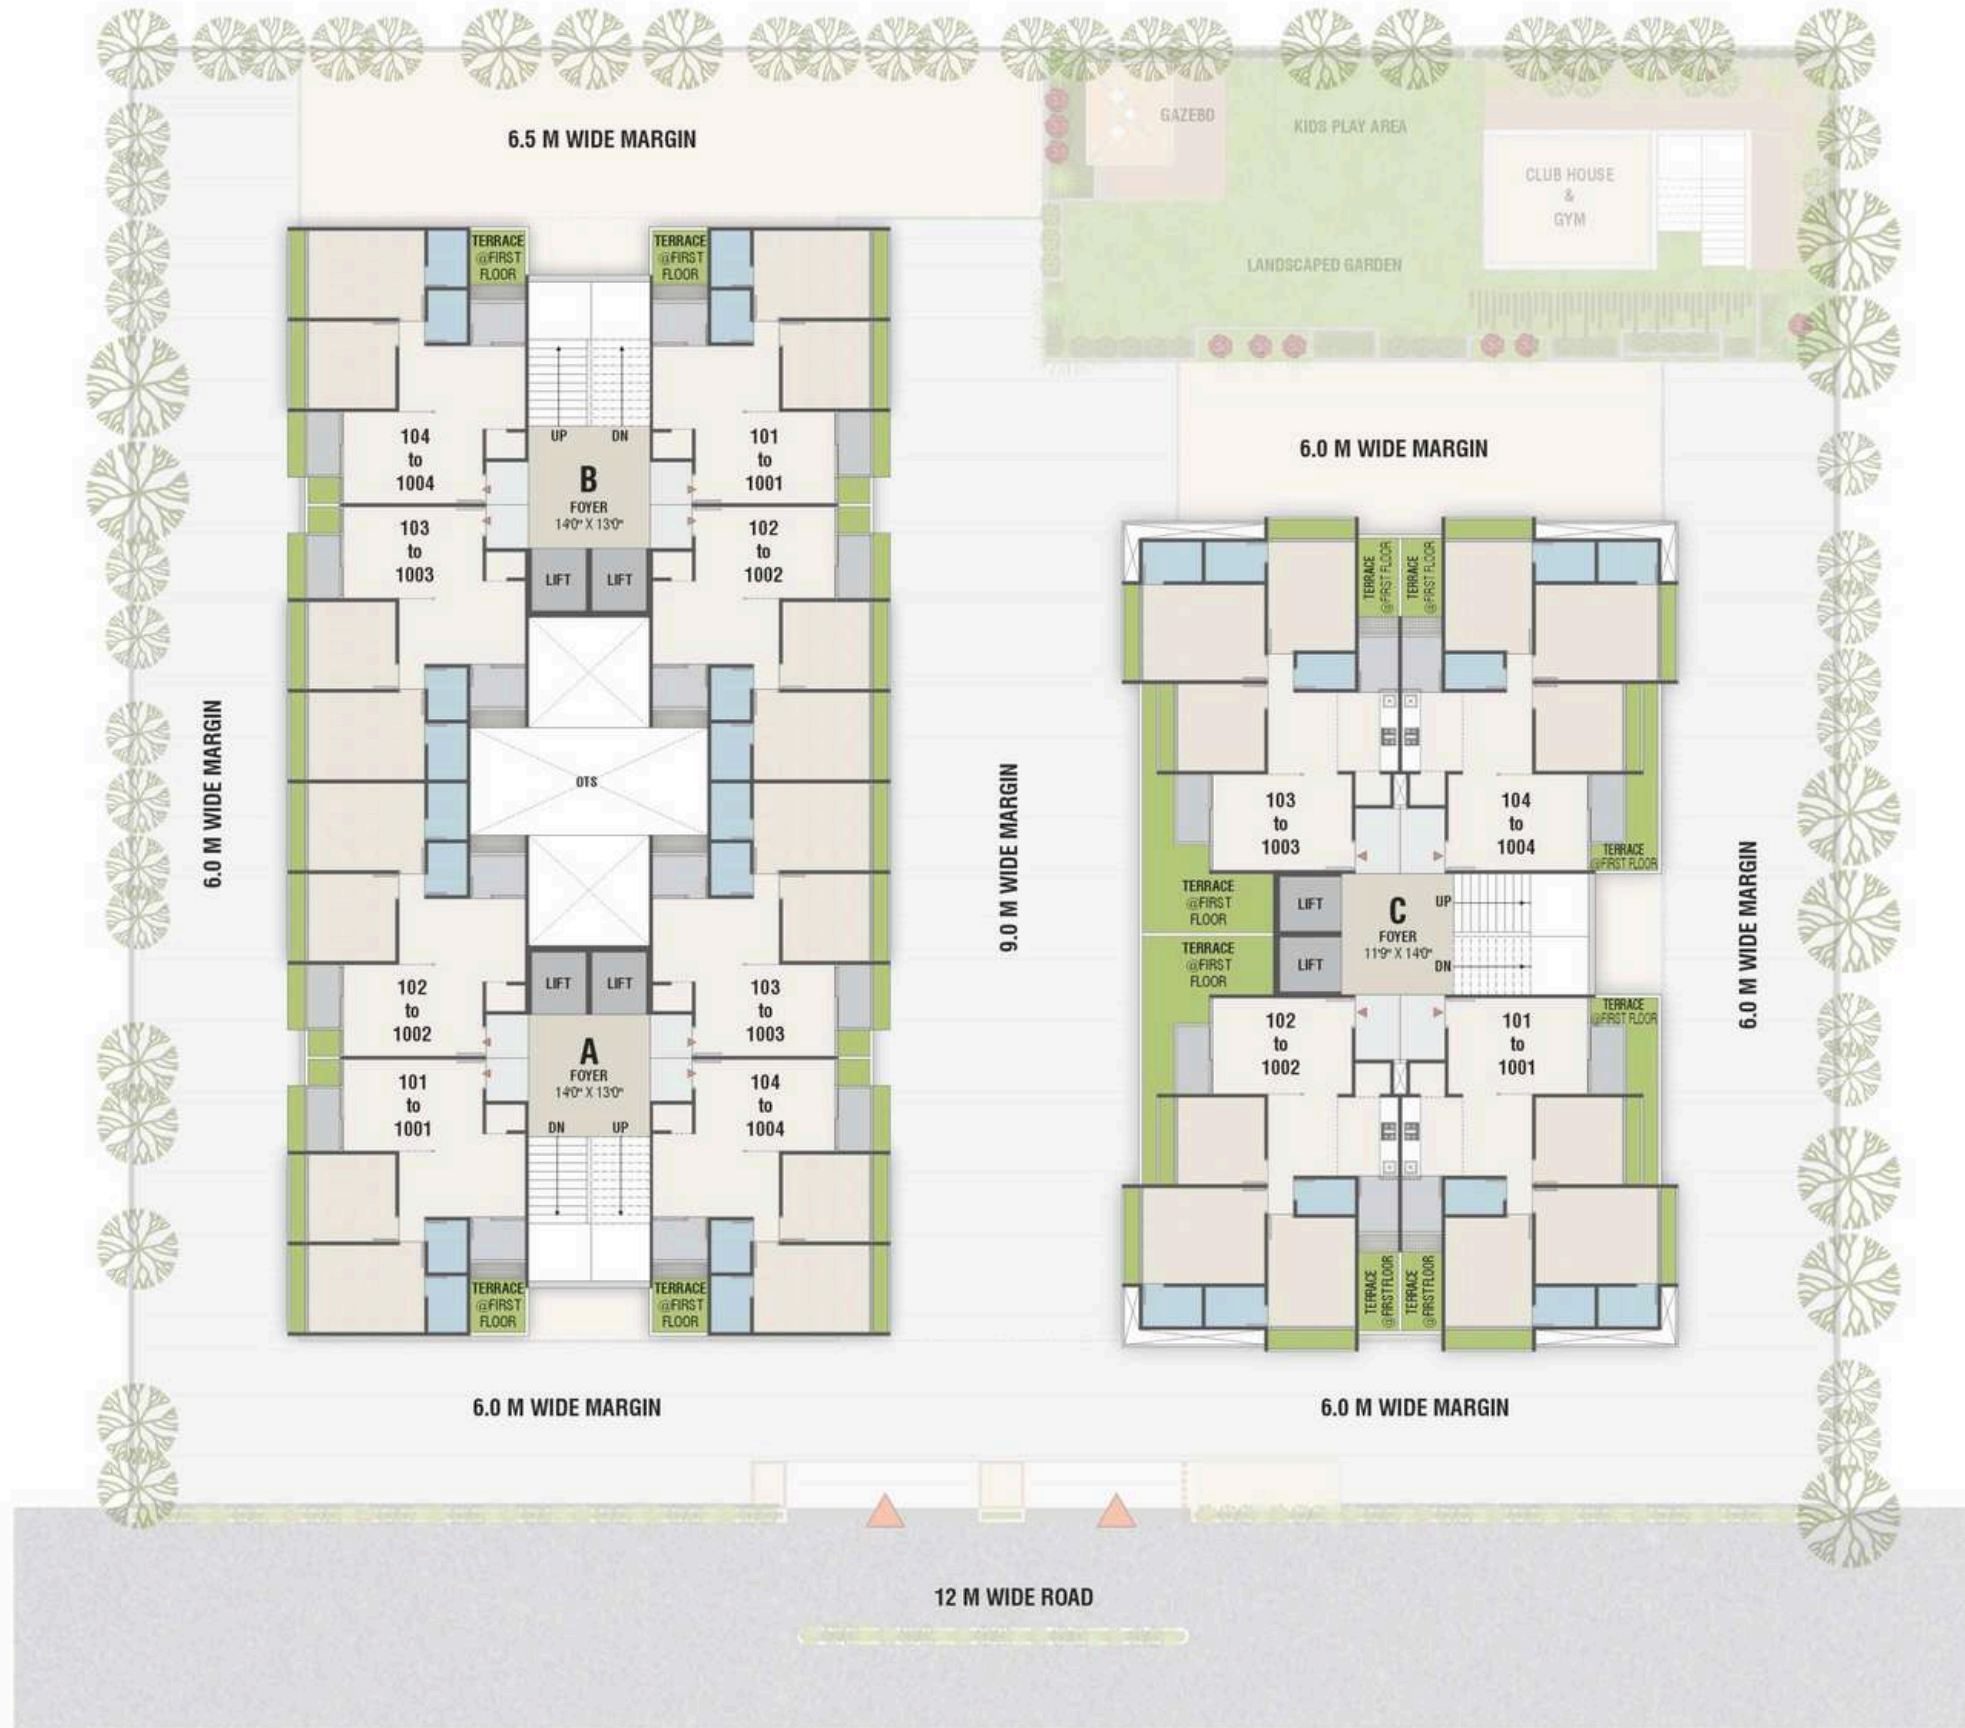 6.5 M WIDE MARGIN
GAZEBO
KIDS PLAY AREA
CLUB HOUSE
&
GYM
LANDSCAPED GARDEN
TERRACE
@FIRST
FLOOR
TERRACE
@FIRST
FLOOR
UP
DN
104
to
1004
B
FOYER
14'0" X 13'0"
101
to
1001
103
to
1003
102
to
1002
LIFT
LIFT
OTS
6.0 M WIDE MARGIN
9.0 M WIDE MARGIN
LIFT
LIFT
102
to
1002
103
to
1003
A
FOYER
14'0" X 13'0"
101
to
1001
104
to
1004
DN
UP
TERRACE
@FIRST
FLOOR
TERRACE
@FIRST
FLOOR
6.0 M WIDE MARGIN
6.0 M WIDE MARGIN
TERRACE
@FIRST FLOOR
TERRACE
@FIRST FLOOR
103
to
1003
104
to
1004
TERRACE
@FIRST FLOOR
TERRACE
@FIRST
FLOOR
LIFT
C
FOYER
11'9" X 14'0"
UP
DN
TERRACE
@FIRST
FLOOR
LIFT
TERRACE
@FIRST FLOOR
102
to
1002
101
to
1001
6.0 M WIDE MARGIN
TERRACE
@FIRST FLOOR
TERRACE
@FIRST FLOOR
6.0 M WIDE MARGIN
12 M WIDE ROAD